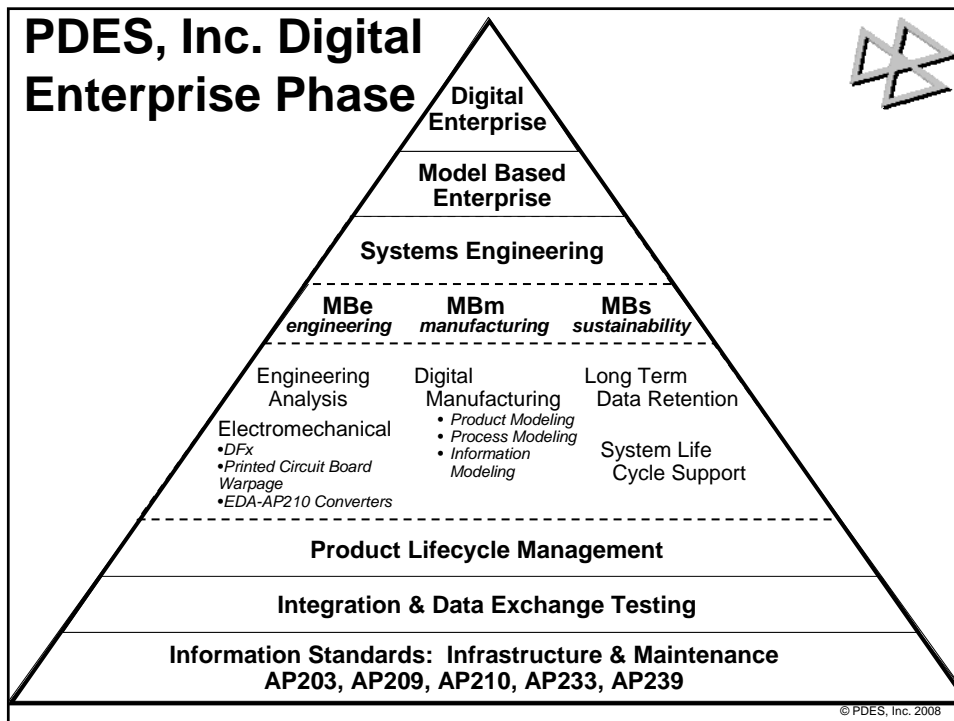 PDES, Inc. Digital
Enterprise Phase
Digital
Enterprise
Model Based
Enterprise
Systems Engineering
MBe
engineering
MBm
manufacturing
MBs
sustainability
Engineering
Analysis
Electromechanical
•DFx
•Printed Circuit Board
Warpage
•EDA-AP210 Converters
Digital
Manufacturing
• Product Modeling
• Process Modeling
• Information
Modeling
Long Term
Data Retention
System Life
Cycle Support
Product Lifecycle Management
Integration & Data Exchange Testing
Information Standards: Infrastructure & Maintenance
AP203, AP209, AP210, AP233, AP239
© PDES, Inc. 2008